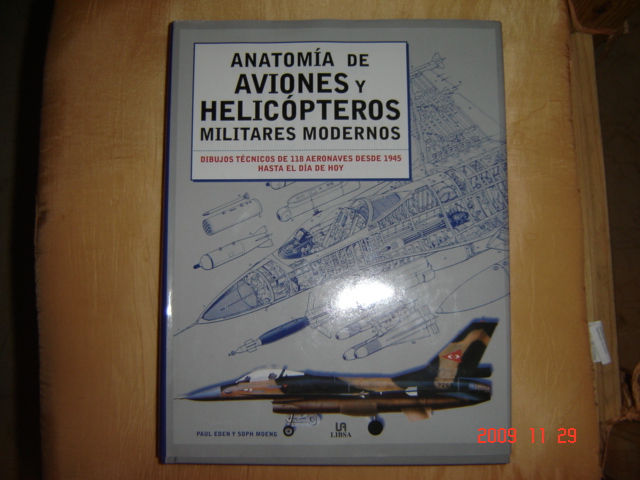 ANATOMÍA DE
AVIONES Y
HELICÓPTEROS
MILITARES MODERNOS
DIBUJOS TÉCNICOS DE 118 AERONAVES DESDE 1945
HASTA EL DÍA DE HOY
PAUL EDEN Y SOPH MOENG
LIBSA
2009 11 29